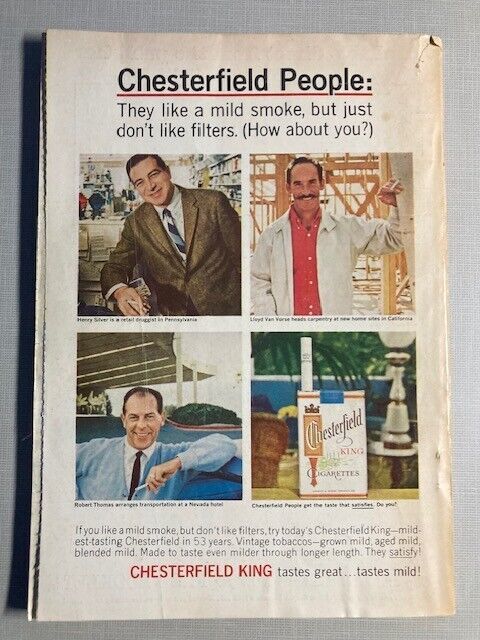 Chesterfield People:
They like a mild smoke, but just
don't like filters. (How about you?)
Henry Silver is a retail druggist in Pennsylvania
Lloyd Van Vorse heads carpentry at new home sites in California
Chesterfield
KING
CIGARETTES
Robert Thomas arranges transportation at a Nevada hotel
Chesterfield People get the taste that satisfies. Do you?
If you like a mild smoke, but don't like filters, try today's Chesterfield King—mild-
est-tasting Chesterfield in 53 years. Vintage tobaccos—grown mild, aged mild,
blended mild. Made to taste even milder through longer length. They satisfy!
CHESTERFIELD KING tastes great...tastes mild!